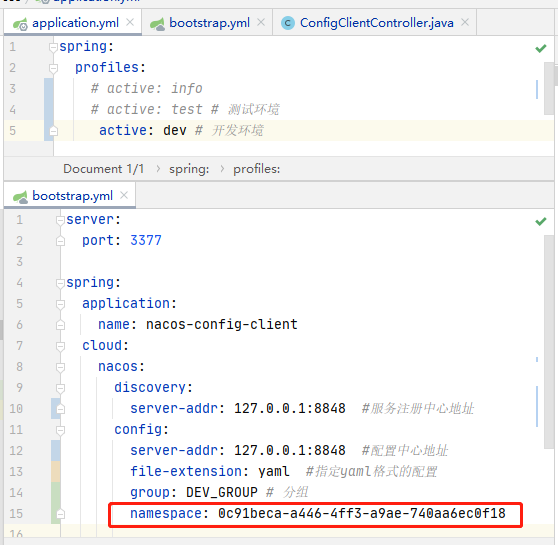 application.yml
application.yml bootstrap.yml ConfigClientController.java
1 spring:
2 profiles:
3 # active: info
4 # active: test # 测试环境
5 active: dev # 开发环境
Document 1/1 spring: profiles:
bootstrap.yml
1 server:
2 port: 3377
3
4 spring:
5 application:
6 name: nacos-config-client
7 cloud:
8 nacos:
9 discovery:
10 server-addr: 127.0.0.1:8848 #服务注册中心地址
11 config:
12 server-addr: 127.0.0.1:8848 #配置中心地址
13 file-extension: yaml #指定yaml格式的配置
14 group: DEV_GROUP # 分组
15 namespace: 0c91beca-a446-4ff3-a9ae-740aa6ec0f18
16